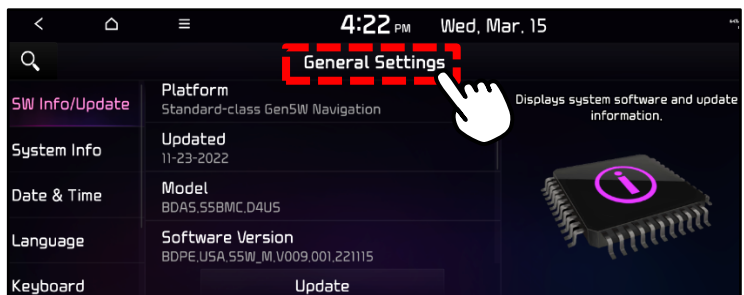 4:22 PM Wed, Mar, 15
General Settings
SW Info/Update
Platform
Standard-class Gen5W Navigation
Displays system software and update
information,
System Info
Updated
11-23-2022
Date & Time
Model
BDAS,S5BMC,D4US
Language
Software Version
BDPE,USA,S5W_M,V009,001,221115
Keyboard
Update